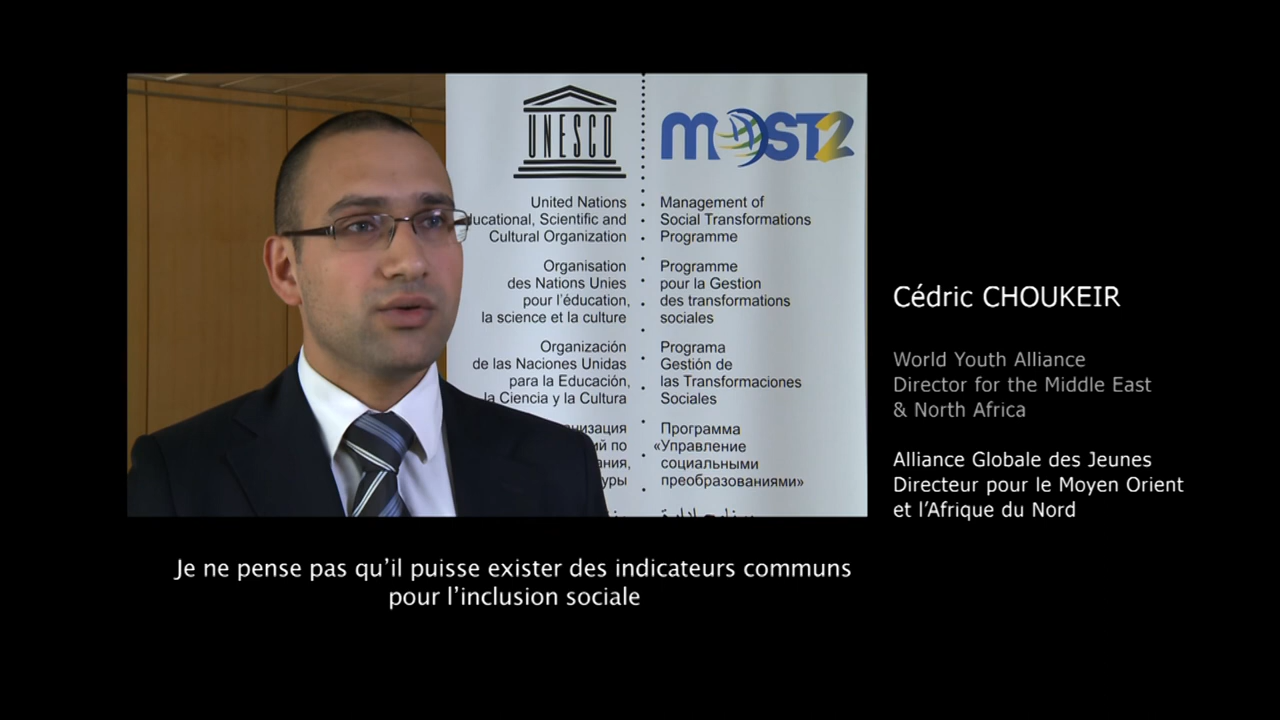 UNESCO
MOST2
United Nations
ducational, Scientific and
Cultural Organization
Organisation
des Nations Unies
pour l'éducation,
la science et la culture
Organización
de las Naciones Unidas
para la Educación,
la Ciencia y la Cultura
Management of
Social Transformations
Programme
Programme
pour la Gestion
des transformations
sociales
Programa
Gestión de
las Transformaciones
Sociales
Программа
«Управление
социальными
преобразованиями»
Cédric CHOUKEIR
World Youth Alliance
Director for the Middle East
& North Africa
Alliance Globale des Jeunes
Directeur pour le Moyen Orient
et l'Afrique du Nord
Je ne pense pas qu'il puisse exister des indicateurs communs
pour l'inclusion sociale